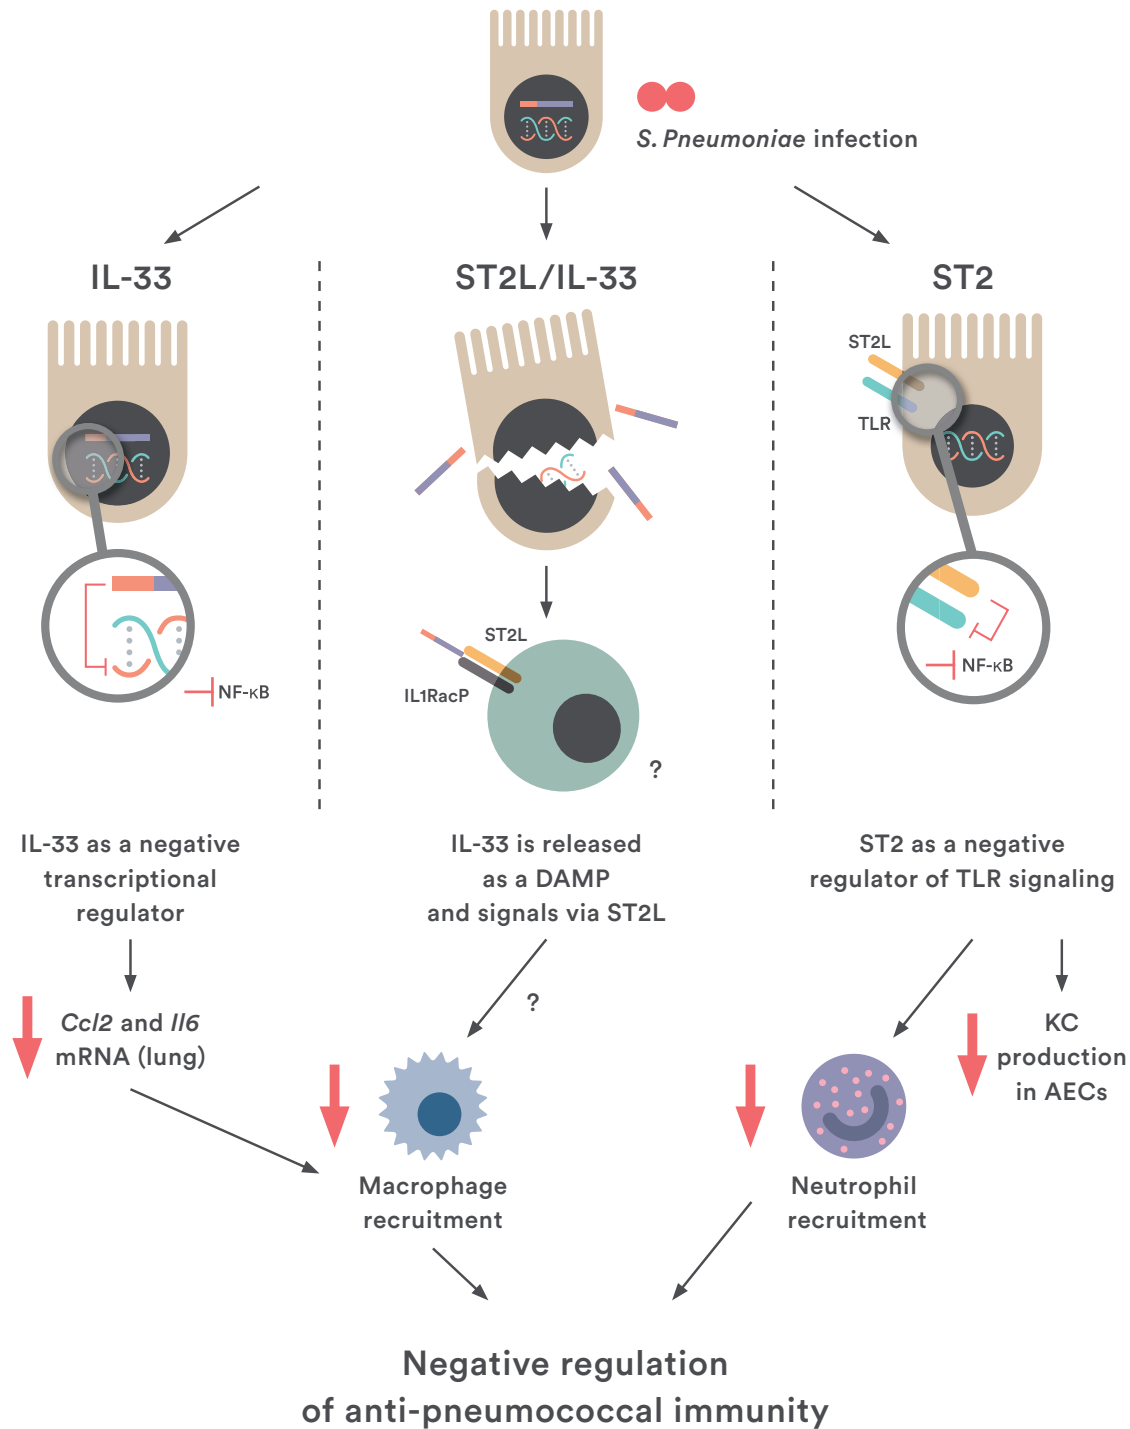 S. Pneumoniae infection
IL-33
ST2L/IL-33
ST2
ST2L
TLR
NF-κB
ST2L
IL1RacP
?
NF-κB
IL-33 as a negative
transcriptional
regulator
IL-33 is released
as a DAMP
and signals via ST2L
ST2 as a negative
regulator of TLR signaling
?
Ccl2 and Il6
mRNA (lung)
KC
production
in AECs
Macrophage
recruitment
Neutrophil
recruitment
Negative regulation
of anti-pneumococcal immunity